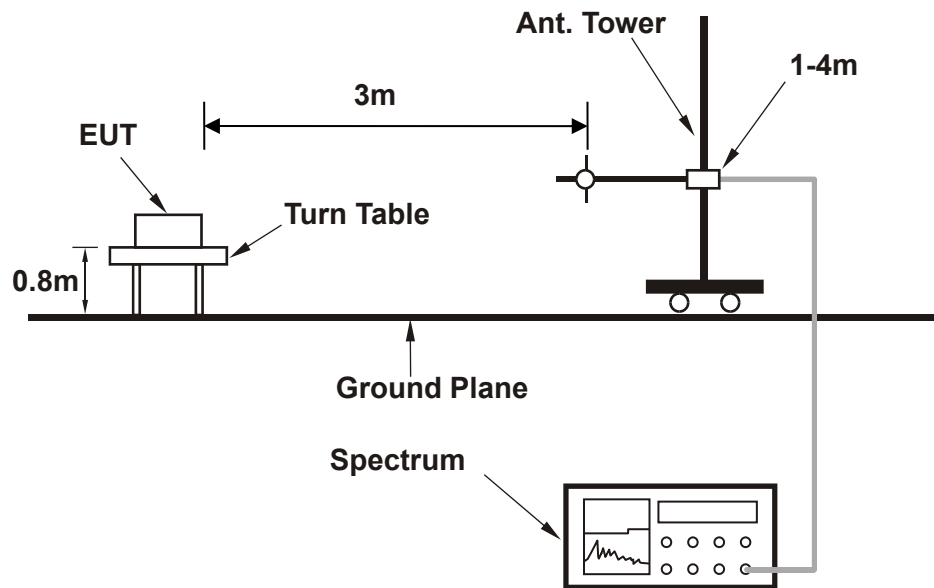 Ant. Tower
1-4m
3m
EUT
Turn Table
0.8m
Ground Plane
Spectrum